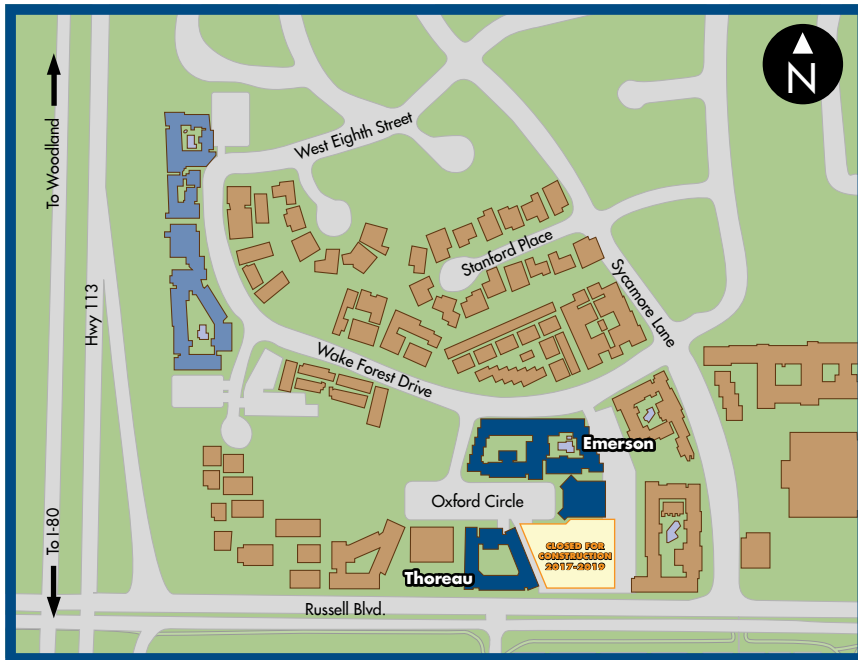 N
To Woodland
West Eighth Street
Stanford Place
Sycamore Lane
Hwy 113
Wake Forest Drive
Emerson
Oxford Circle
To I-80
CLOSED FOR
CONSTRUCTION
2017-2019
Thoreau
Russell Blvd.